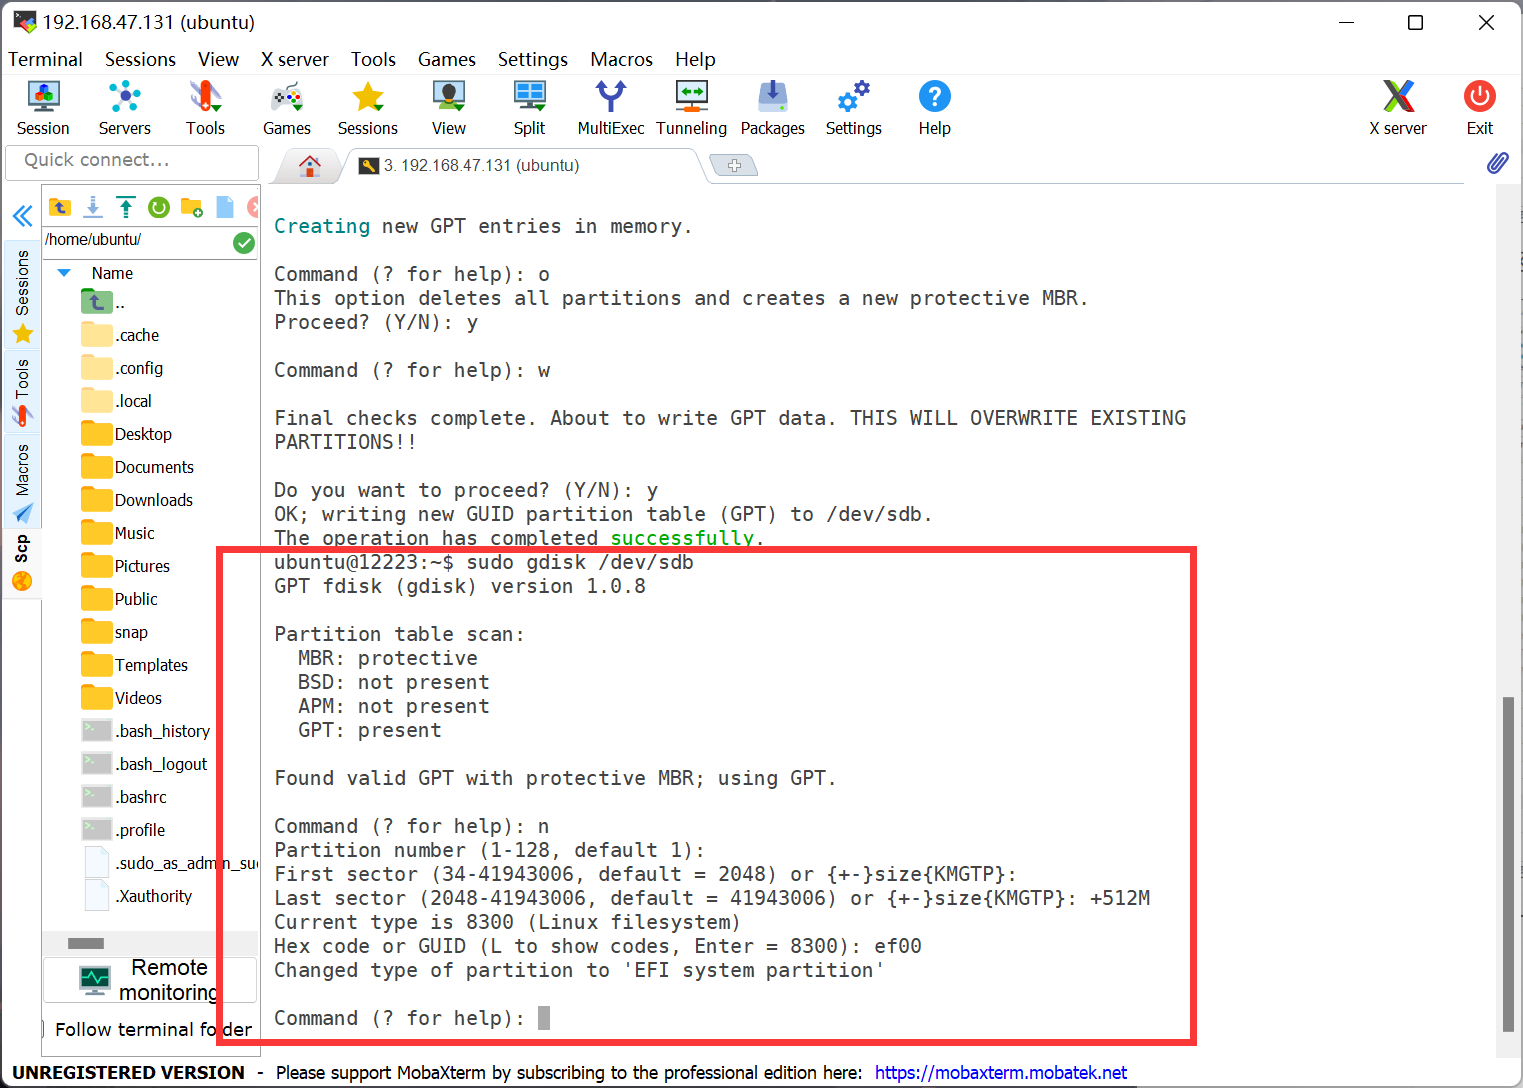 192.168.47.131 (ubuntu)
Terminal Sessions View X server Tools Games Settings Macros Help
Session Servers Tools Games Sessions View Split MultiExec Tunneling Packages Settings Help X server Exit
Quick connect...
3. 192.168.47.131 (ubuntu)
/home/ubuntu/
Name
..
.cache
.config
.local
Desktop
Documents
Downloads
Music
Pictures
Public
snap
Templates
Videos
.bash_history
.bash_logout
.bashrc
.profile
.sudo_as_admin_suc
.Xauthority
Remote
monitoring
Follow terminal folder
Sessions
Tools
Macros
Scp
Creating new GPT entries in memory.
Command (? for help): o
This option deletes all partitions and creates a new protective MBR.
Proceed? (Y/N): y
Command (? for help): w
Final checks complete. About to write GPT data. THIS WILL OVERWRITE EXISTING
PARTITIONS!!
Do you want to proceed? (Y/N): y
OK; writing new GUID partition table (GPT) to /dev/sdb.
The operation has completed successfully.
ubuntu@12223:~$ sudo gdisk /dev/sdb
GPT fdisk (gdisk) version 1.0.8
Partition table scan:
MBR: protective
BSD: not present
APM: not present
GPT: present
Found valid GPT with protective MBR; using GPT.
Command (? for help): n
Partition number (1-128, default 1):
First sector (34-41943006, default = 2048) or {+-}size{KMGTP}:
Last sector (2048-41943006, default = 41943006) or {+-}size{KMGTP}: +512M
Current type is 8300 (Linux filesystem)
Hex code or GUID (L to show codes, Enter = 8300): ef00
Changed type of partition to 'EFI system partition'
Command (? for help):
UNREGISTERED VERSION - Please support MobaXterm by subscribing to the professional edition here: https://mobaxterm.mobatek.net